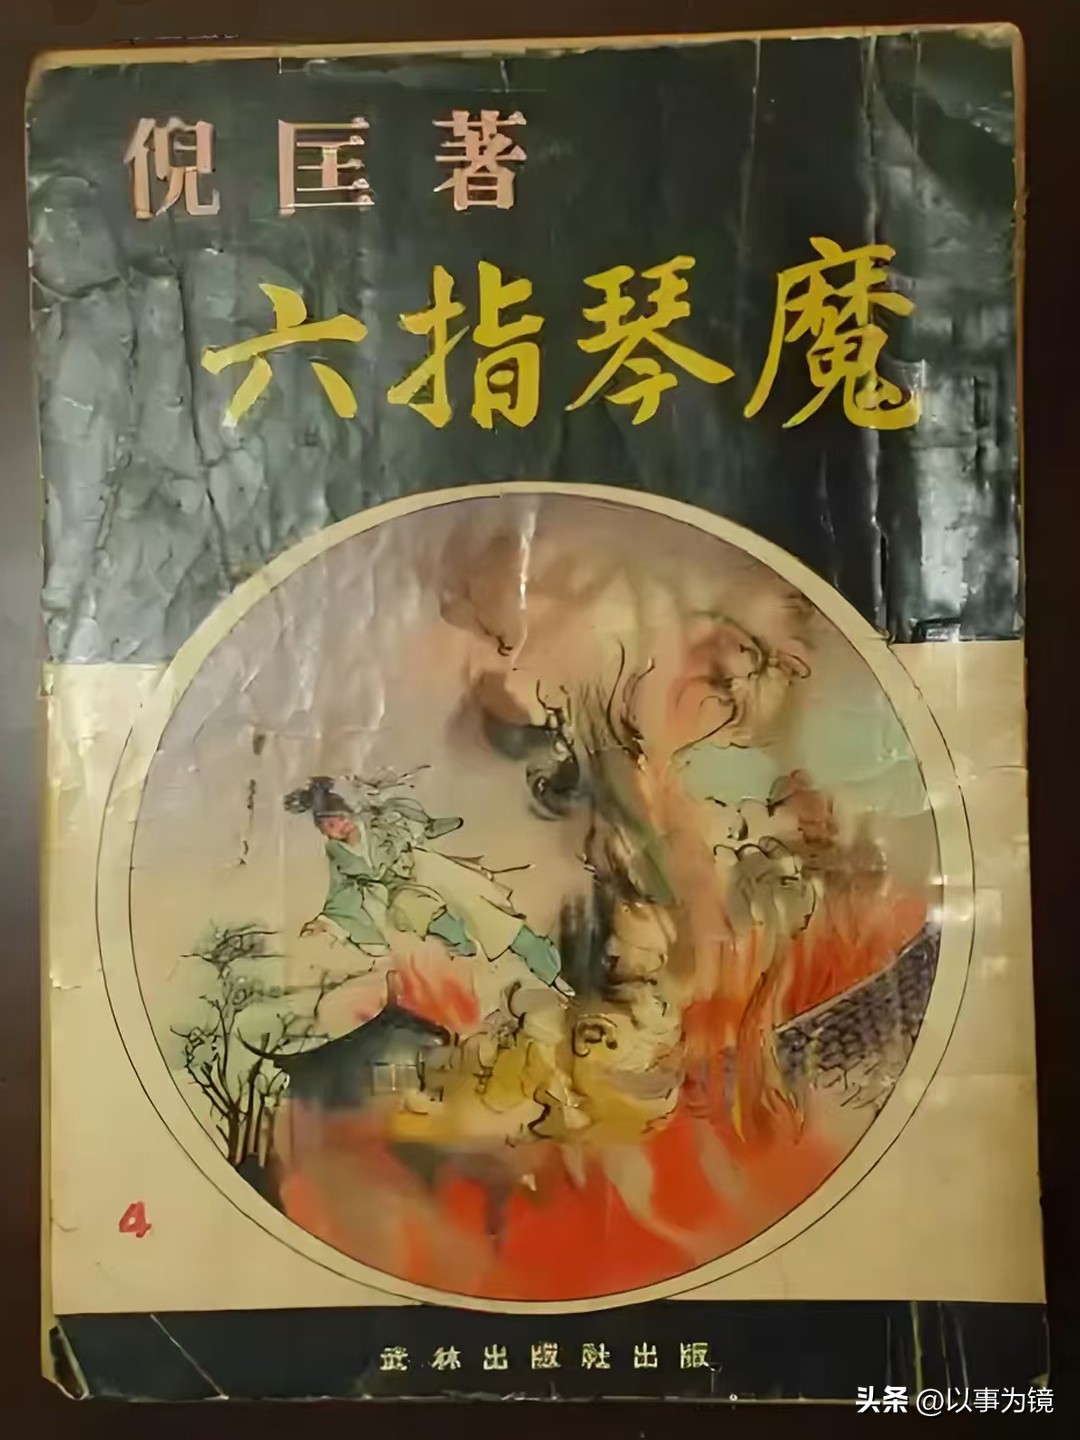 倪匡著
六指琴魔
4
武林出版社出版
头条 @以事为镜